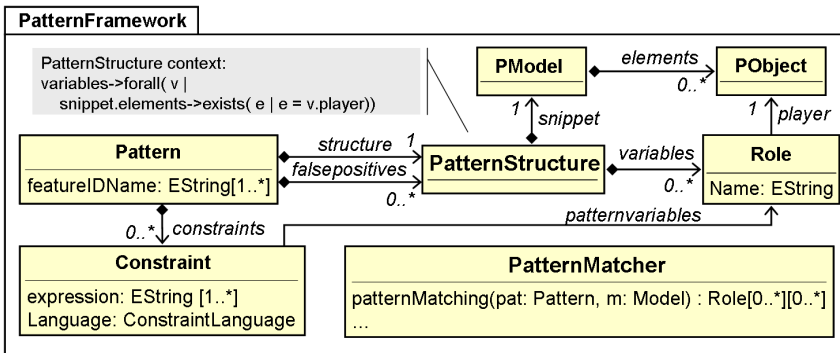 PatternFramework
PatternStructure context:
variables->forall( v |
snippet.elements->exists( e | e = v.player))
PModel
elements
0..*
PObject
1
snippet
1
player
Pattern
featureIDName: EString[1..*]
structure
1
falsepositives
0..*
PatternStructure
variables
0..*
Role
Name: EString
0..*
constraints
patternvariables
Constraint
expression: EString [1..*]
Language: ConstraintLanguage
PatternMatcher
patternMatching(pat: Pattern, m: Model) : Role[0..*][0..*]
...